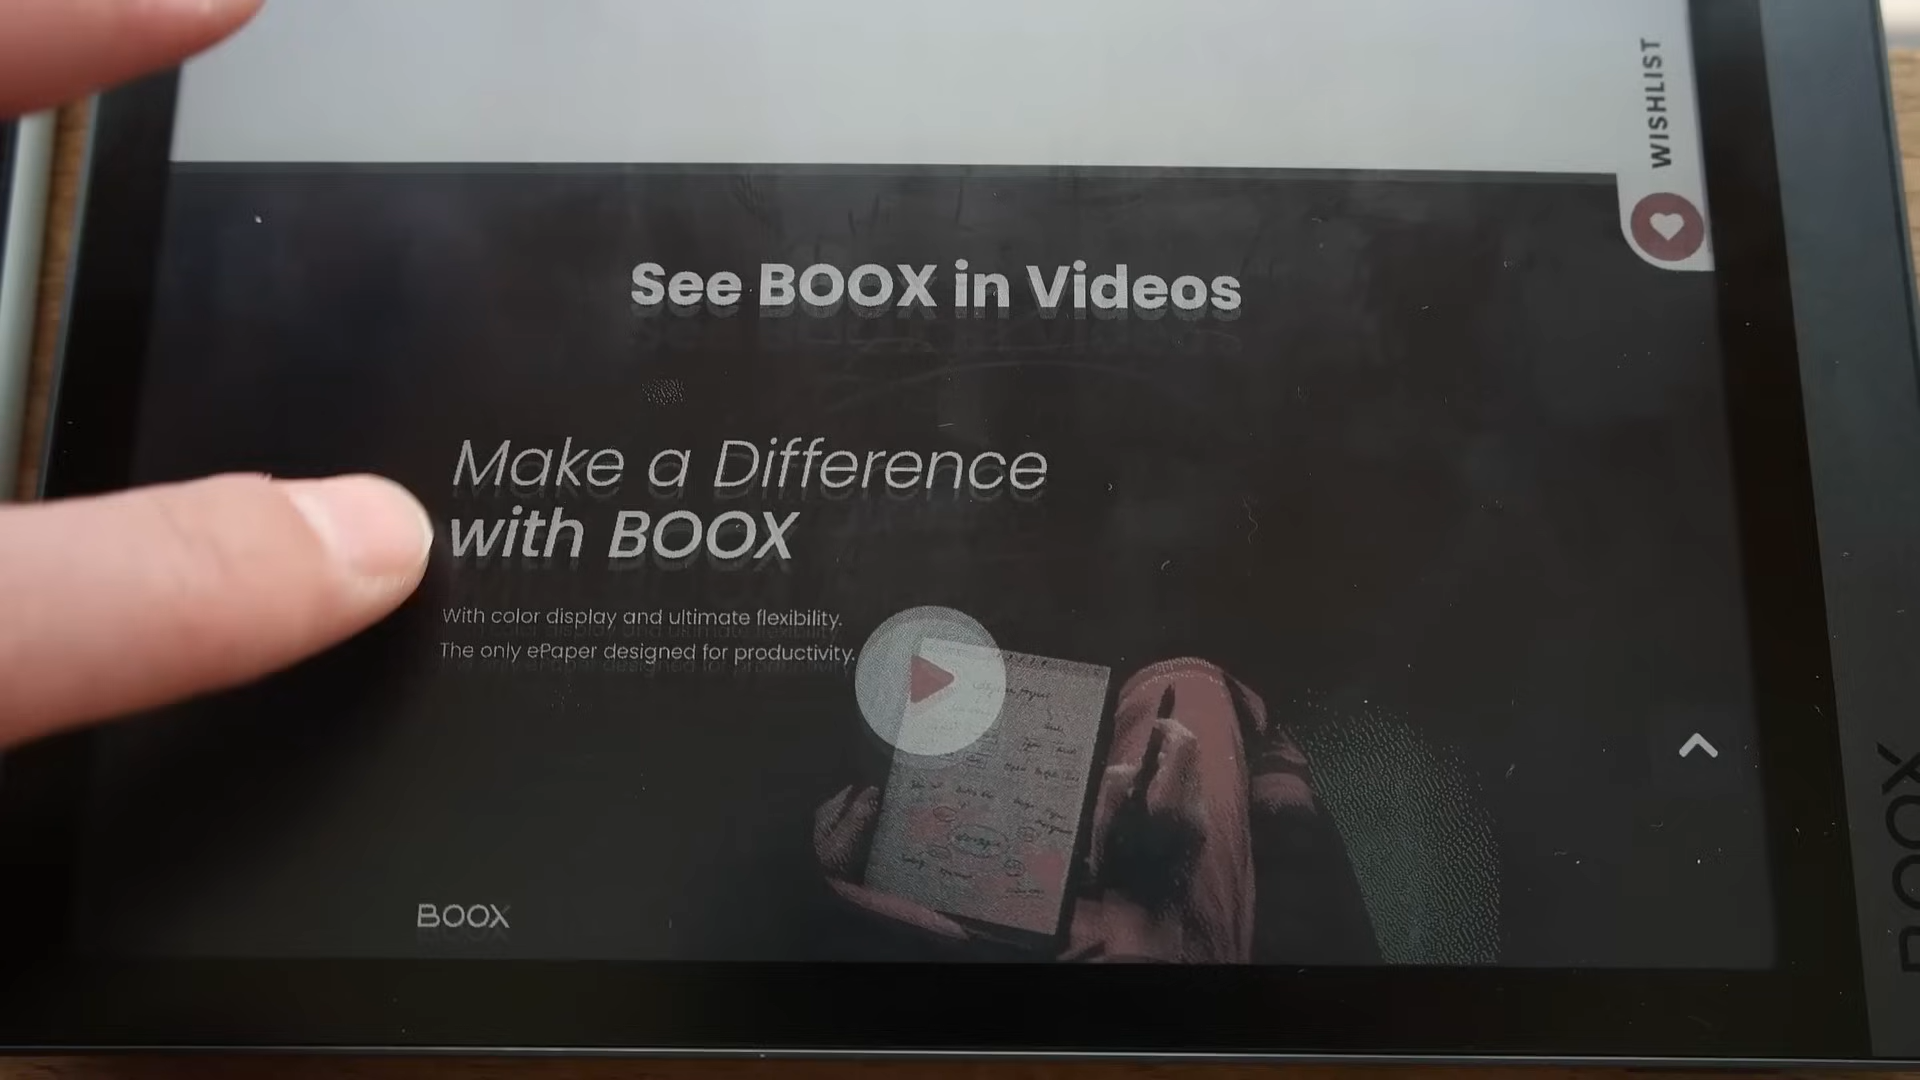 WISHLIST
See BOOX in Videos
Make a Difference
with BOOX
With color display and ultimate flexibility.
The only ePaper designed for productivity.
BOOX
BOOX